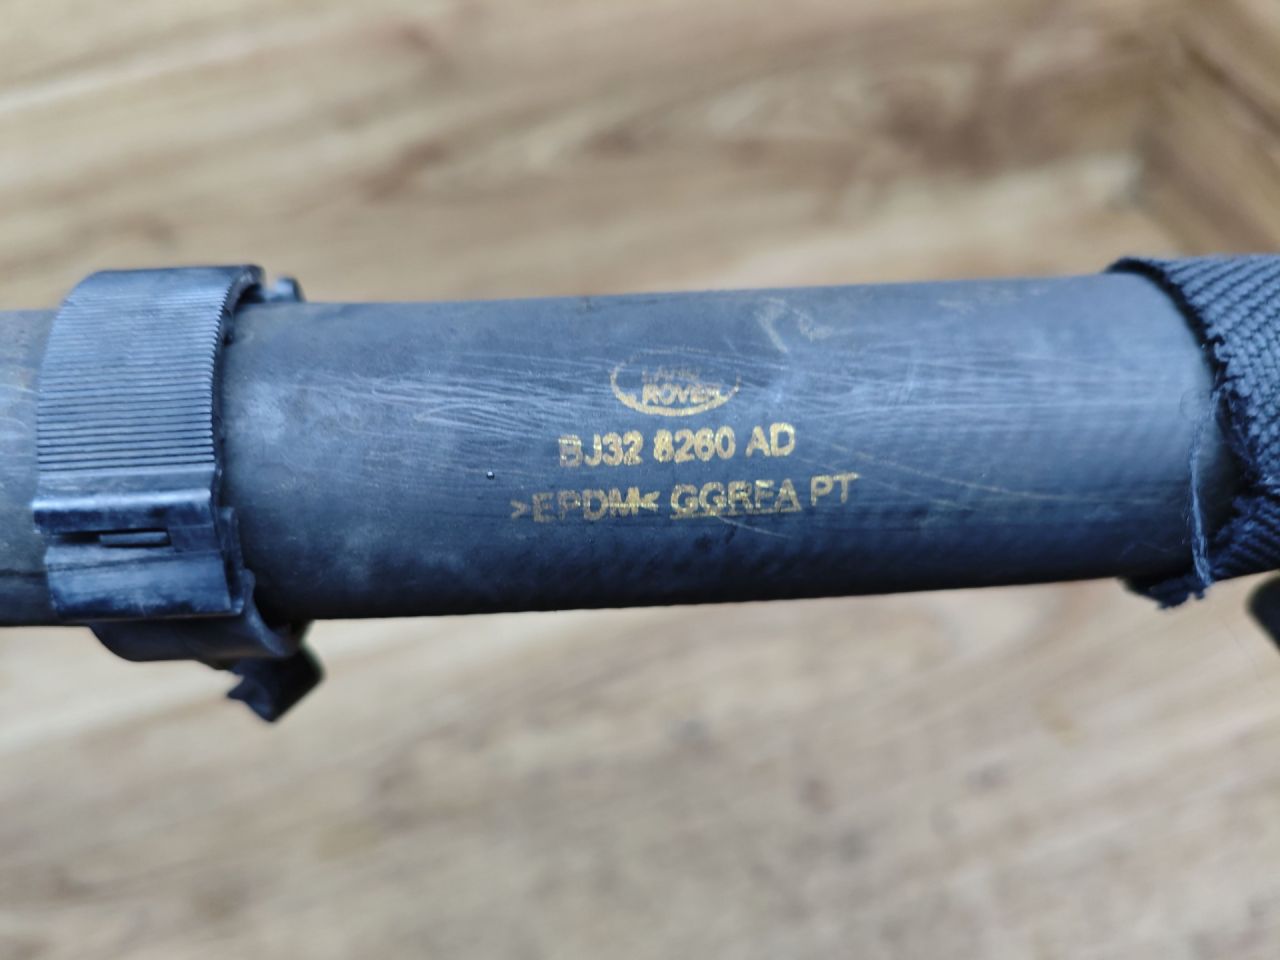 LAND
ROVER
BJ32 8260 AD
>EPDM< GGREA PT